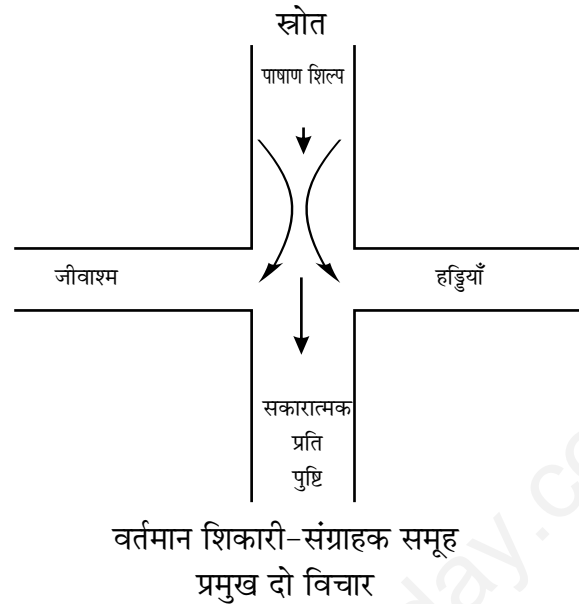 स्रोत
पाषाण शिल्प
जीवाश्म
हड्डियाँ
सकारात्मक
प्रति
पुष्टि
वर्तमान शिकारी-संग्राहक समूह
प्रमुख दो विचार